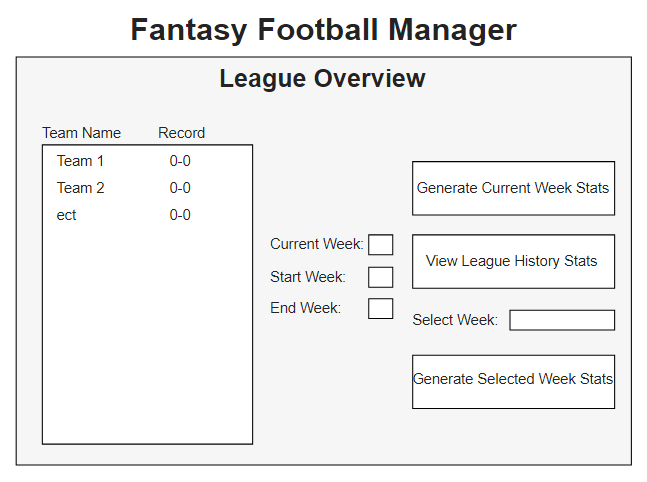 Fantasy Football Manager
League Overview
Team Name Record
Team 1 0-0
Team 2 0-0
ect 0-0
Current Week:
Start Week:
End Week:
Generate Current Week Stats
View League History Stats
Select Week:
Generate Selected Week Stats